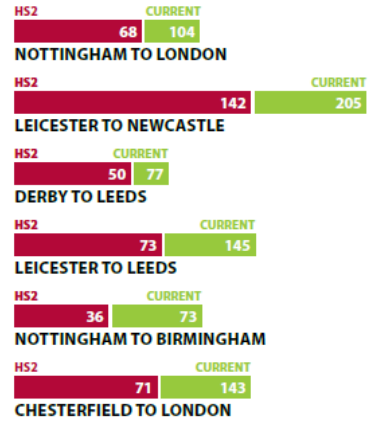 HS2 CURRENT
68 104
NOTTINGHAM TO LONDON
HS2 CURRENT
142 205
LEICESTER TO NEWCASTLE
HS2 CURRENT
50 77
DERBY TO LEEDS
HS2 CURRENT
73 145
LEICESTER TO LEEDS
HS2 CURRENT
36 73
NOTTINGHAM TO BIRMINGHAM
HS2 CURRENT
71 143
CHESTERFIELD TO LONDON